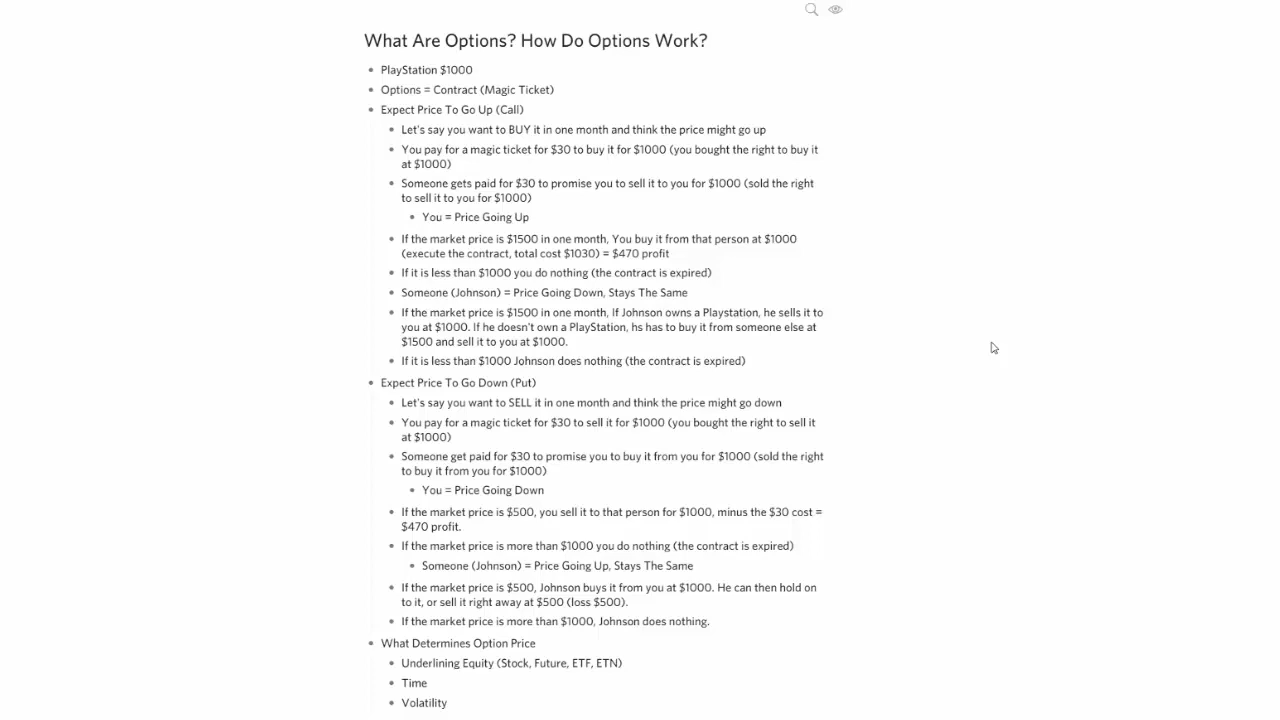 What Are Options? How Do Options Work?
PlayStation $1000
Options = Contract (Magic Ticket)
Expect Price To Go Up (Call)
Let's say you want to BUY it in one month and think the price might go up
You pay for a magic ticket for $30 to buy it for $1000 (you bought the right to buy it
at $1000)
Someone gets paid for $30 to promise you to sell it to you for $1000 (sold the right
to sell it to you for $1000)
You = Price Going Up
If the market price is $1500 in one month, You buy it from that person at $1000
(execute the contract, total cost $1030) = $470 profit
If it is less than $1000 you do nothing (the contract is expired)
Someone (Johnson) = Price Going Down, Stays The Same
If the market price is $1500 in one month, If Johnson owns a Playstation, he sells it to
you at $1000. If he doesn't own a PlayStation, hs has to buy it from someone else at
$1500 and sell it to you at $1000.
If it is less than $1000 Johnson does nothing (the contract is expired)
Expect Price To Go Down (Put)
Let's say you want to SELL it in one month and think the price might go down
You pay for a magic ticket for $30 to sell it for $1000 (you bought the right to sell it
at $1000)
Someone get paid for $30 to promise you to buy it from you for $1000 (sold the right
to buy it from you for $1000)
You = Price Going Down
If the market price is $500, you sell it to that person for $1000, minus the $30 cost =
$470 profit.
If the market price is more than $1000 you do nothing (the contract is expired)
Someone (Johnson) = Price Going Up, Stays The Same
If the market price is $500, Johnson buys it from you at $1000. He can then hold on
to it, or sell it right away at $500 (loss $500).
If the market price is more than $1000, Johnson does nothing.
What Determines Option Price
Underlining Equity (Stock, Future, ETF, ETN)
Time
Volatility